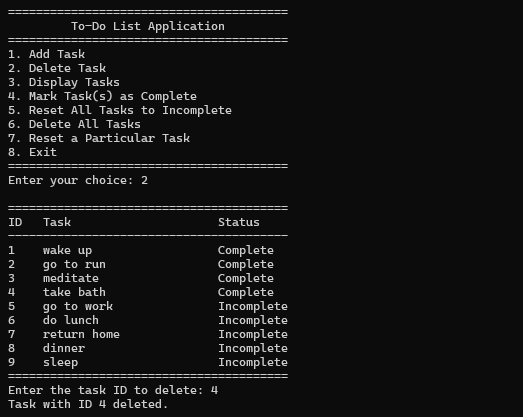 ========================================
         To-Do List Application
========================================
1. Add Task
2. Delete Task
3. Display Tasks
4. Mark Task(s) as Complete
5. Reset All Tasks to Incomplete
6. Delete All Tasks
7. Reset a Particular Task
8. Exit
========================================
Enter your choice: 2

========================================
ID   Task                     Status
----------------------------------------
1    wake up                  Complete
2    go to run                Complete
3    meditate                 Complete
4    take bath                Complete
5    go to work               Incomplete
6    do lunch                 Incomplete
7    return home              Incomplete
8    dinner                   Incomplete
9    sleep                    Incomplete
========================================
Enter the task ID to delete: 4
Task with ID 4 deleted.